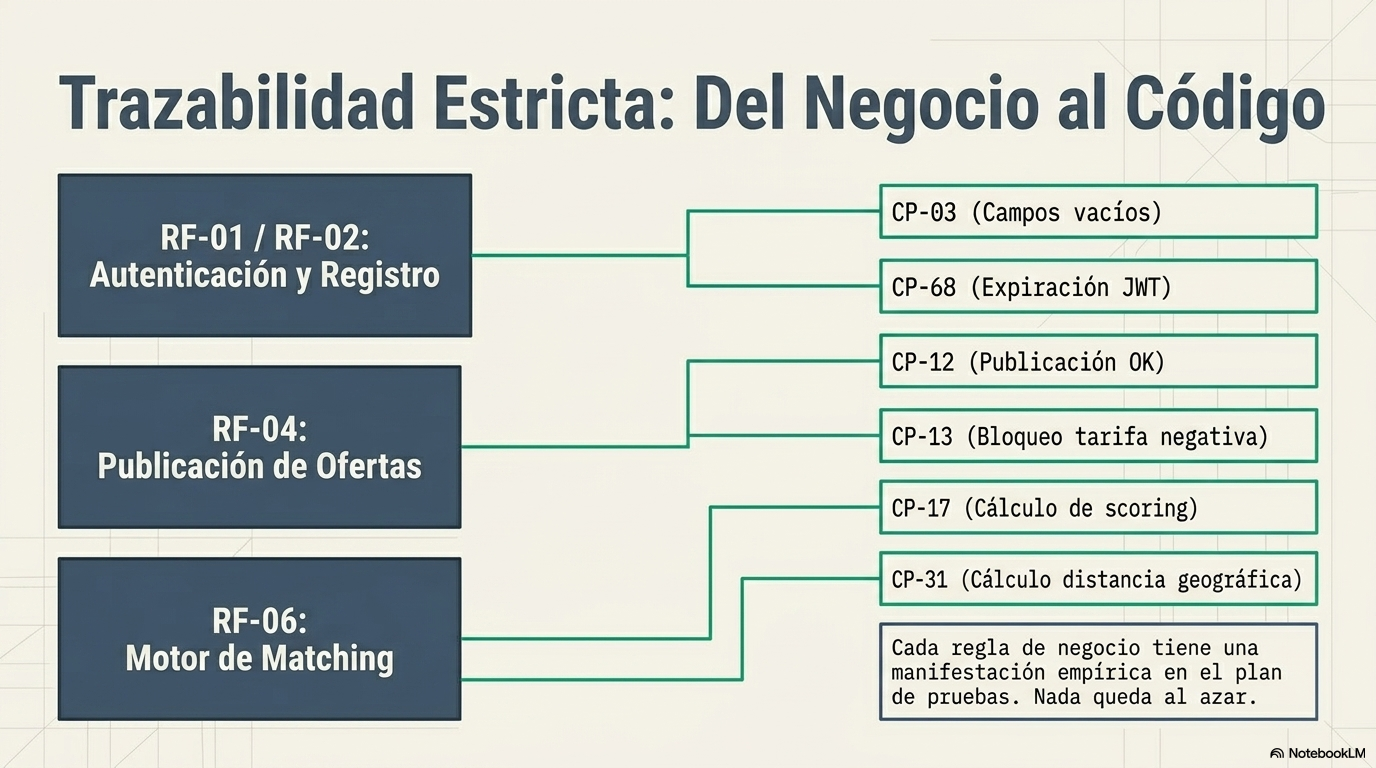 Trazabilidad Estricta: Del Negocio al Código
RF-01 / RF-02:
Autenticación y Registro
CP-03 (Campos vacíos)
CP-68 (Expiración JWT)
RF-04:
Publicación de Ofertas
CP-12 (Publicación OK)
CP-13 (Bloqueo tarifa negativa)
RF-06:
Motor de Matching
CP-17 (Cálculo de scoring)
CP-31 (Cálculo distancia geográfica)
Cada regla de negocio tiene una
manifestación empírica en el plan
de pruebas. Nada queda al azar.
NotebookLM